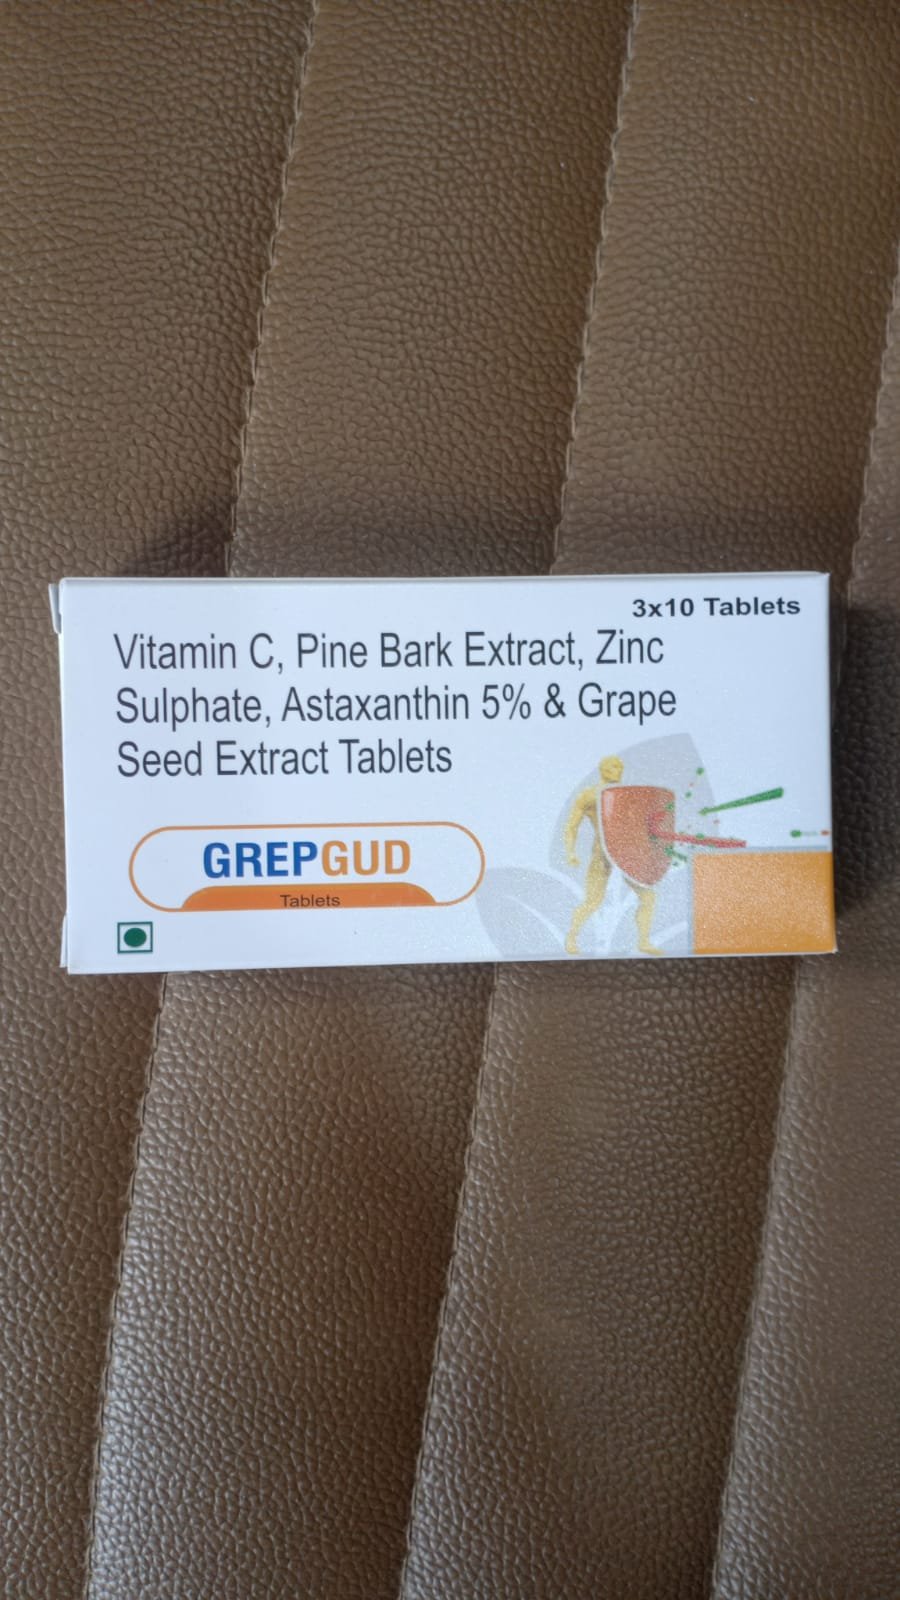 3x10 Tablets
Vitamin C, Pine Bark Extract, Zinc
Sulphate, Astaxanthin 5% & Grape
Seed Extract Tablets
GREPGUD
Tablets